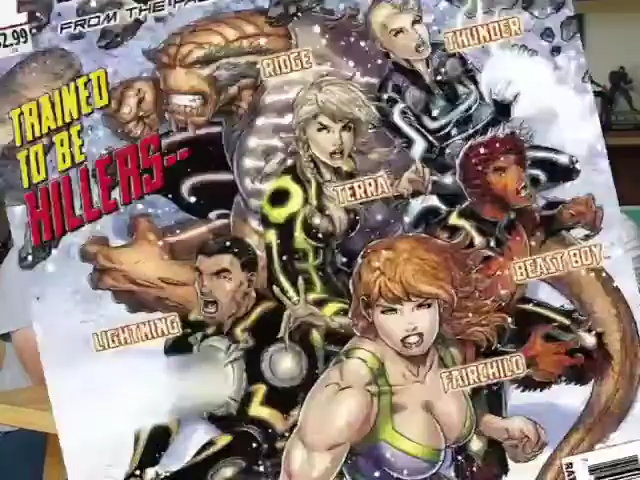 $2.99
FROM THE
TRAINED
TO BE
KILLERS--
RIDGE
THUNDER
TERRA
BEAST BOY
LIGHTNING
FAIRCHILD